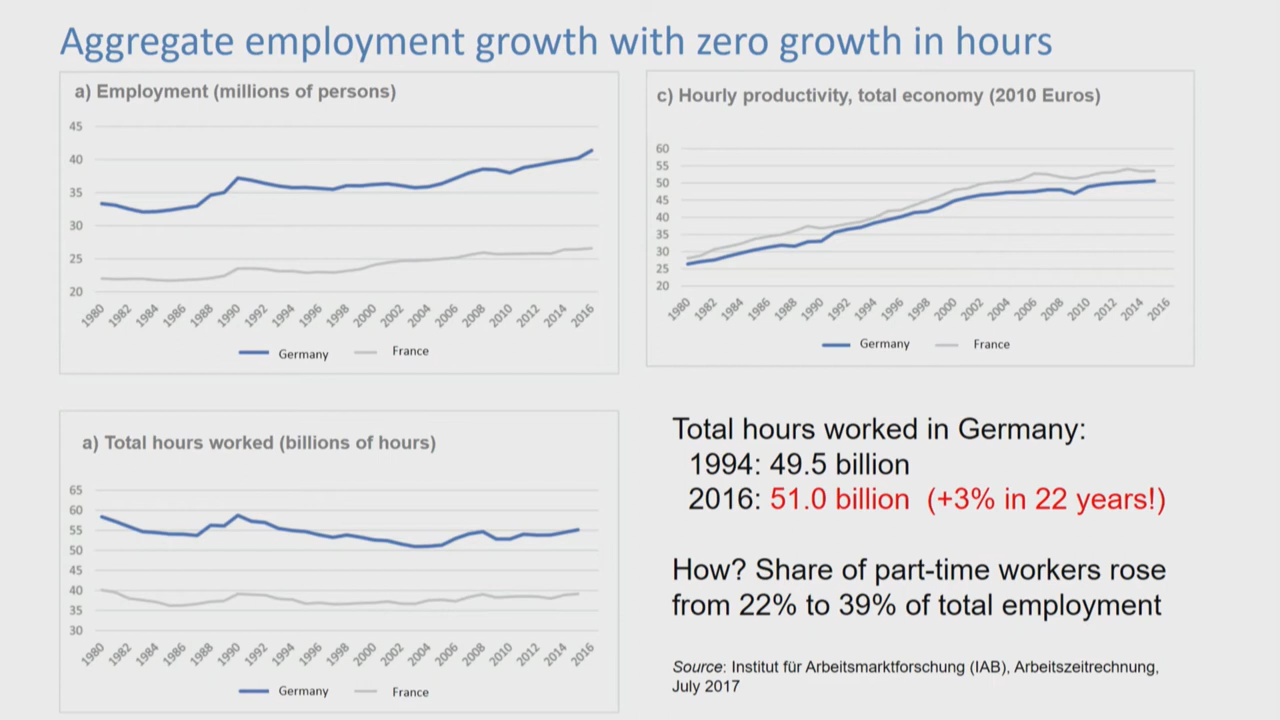 Aggregate employment growth with zero growth in hours
a) Employment (millions of persons)
45
40
35
30
25
20
1980 1982 1984 1986 1988 1990 1992 1994 1996 1998 2000 2002 2004 2006 2008 2010 2012 2014 2016
Germany France
c) Hourly productivity, total economy (2010 Euros)
60
55
50
45
40
35
30
25
20
1980 1982 1984 1986 1988 1990 1992 1994 1996 1998 2000 2002 2004 2006 2008 2010 2012 2014 2016
Germany France
a) Total hours worked (billions of hours)
65
60
55
50
45
40
35
30
1980 1982 1984 1986 1988 1990 1992 1994 1996 1998 2000 2002 2004 2006 2008 2010 2012 2014 2016
Germany France
Total hours worked in Germany:
1994: 49.5 billion
2016: 51.0 billion (+3% in 22 years!)
How? Share of part-time workers rose
from 22% to 39% of total employment
Source: Institut für Arbeitsmarktforschung (IAB), Arbeitszeitrechnung,
July 2017